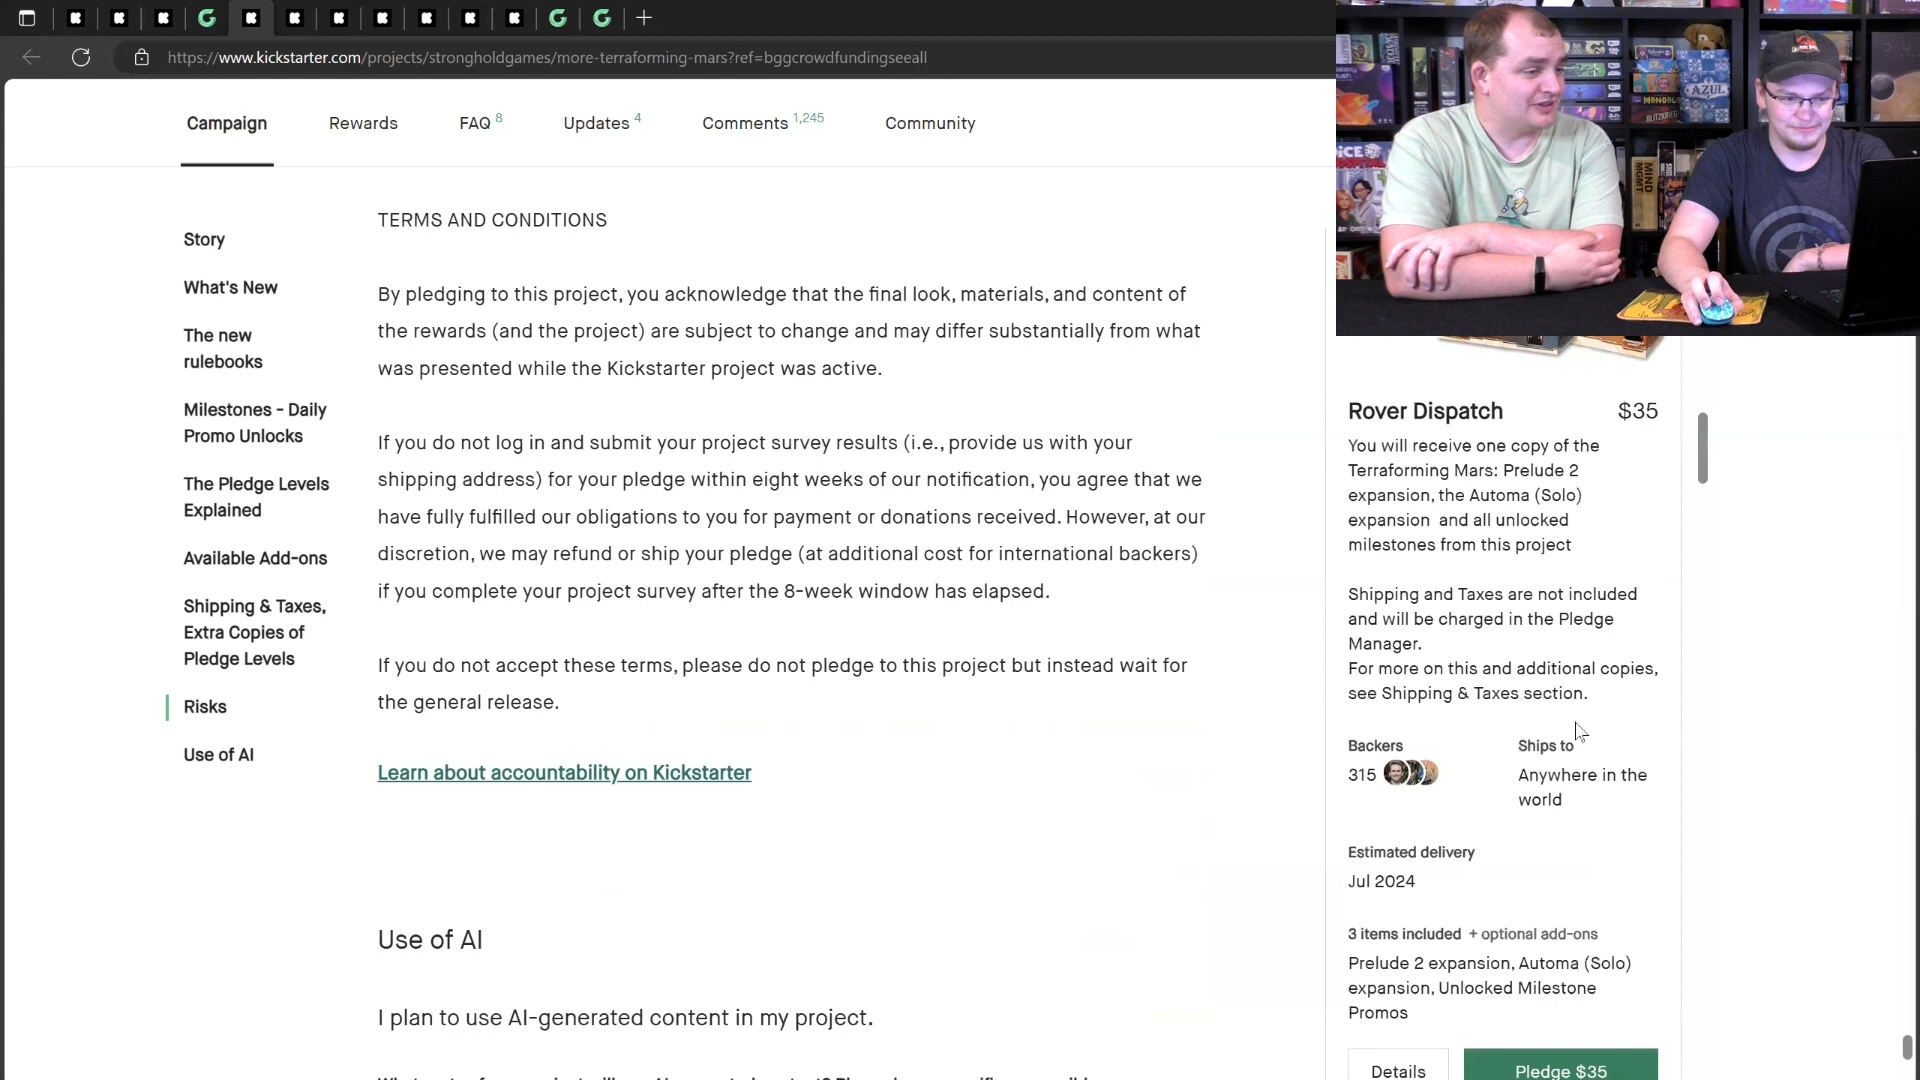 https://www.kickstarter.com/projects/strongholdgames/more-terraforming-mars?ref=bggcrowdfundingseeall
Campaign
Rewards
FAQ 8
Updates 4
Comments 1,245
Community
Story
What's New
The new
rulebooks
Milestones - Daily
Promo Unlocks
The Pledge Levels
Explained
Available Add-ons
Shipping & Taxes,
Extra Copies of
Pledge Levels
Risks
Use of AI
TERMS AND CONDITIONS
By pledging to this project, you acknowledge that the final look, materials, and content of
the rewards (and the project) are subject to change and may differ substantially from what
was presented while the Kickstarter project was active.
If you do not log in and submit your project survey results (i.e., provide us with your
shipping address) for your pledge within eight weeks of our notification, you agree that we
have fully fulfilled our obligations to you for payment or donations received. However, at our
discretion, we may refund or ship your pledge (at additional cost for international backers)
if you complete your project survey after the 8-week window has elapsed.
If you do not accept these terms, please do not pledge to this project but instead wait for
the general release.
Learn about accountability on Kickstarter
Use of AI
I plan to use AI-generated content in my project.
AZUL
MIND
MGMT
Rover Dispatch $35
You will receive one copy of the
Terraforming Mars: Prelude 2
expansion, the Automa (Solo)
expansion and all unlocked
milestones from this project
Shipping and Taxes are not included
and will be charged in the Pledge
Manager.
For more on this and additional copies,
see Shipping & Taxes section.
Backers
315
Ships to
Anywhere in the
world
Estimated delivery
Jul 2024
3 items included + optional add-ons
Prelude 2 expansion, Automa (Solo)
expansion, Unlocked Milestone
Promos
Details
Pledge $35